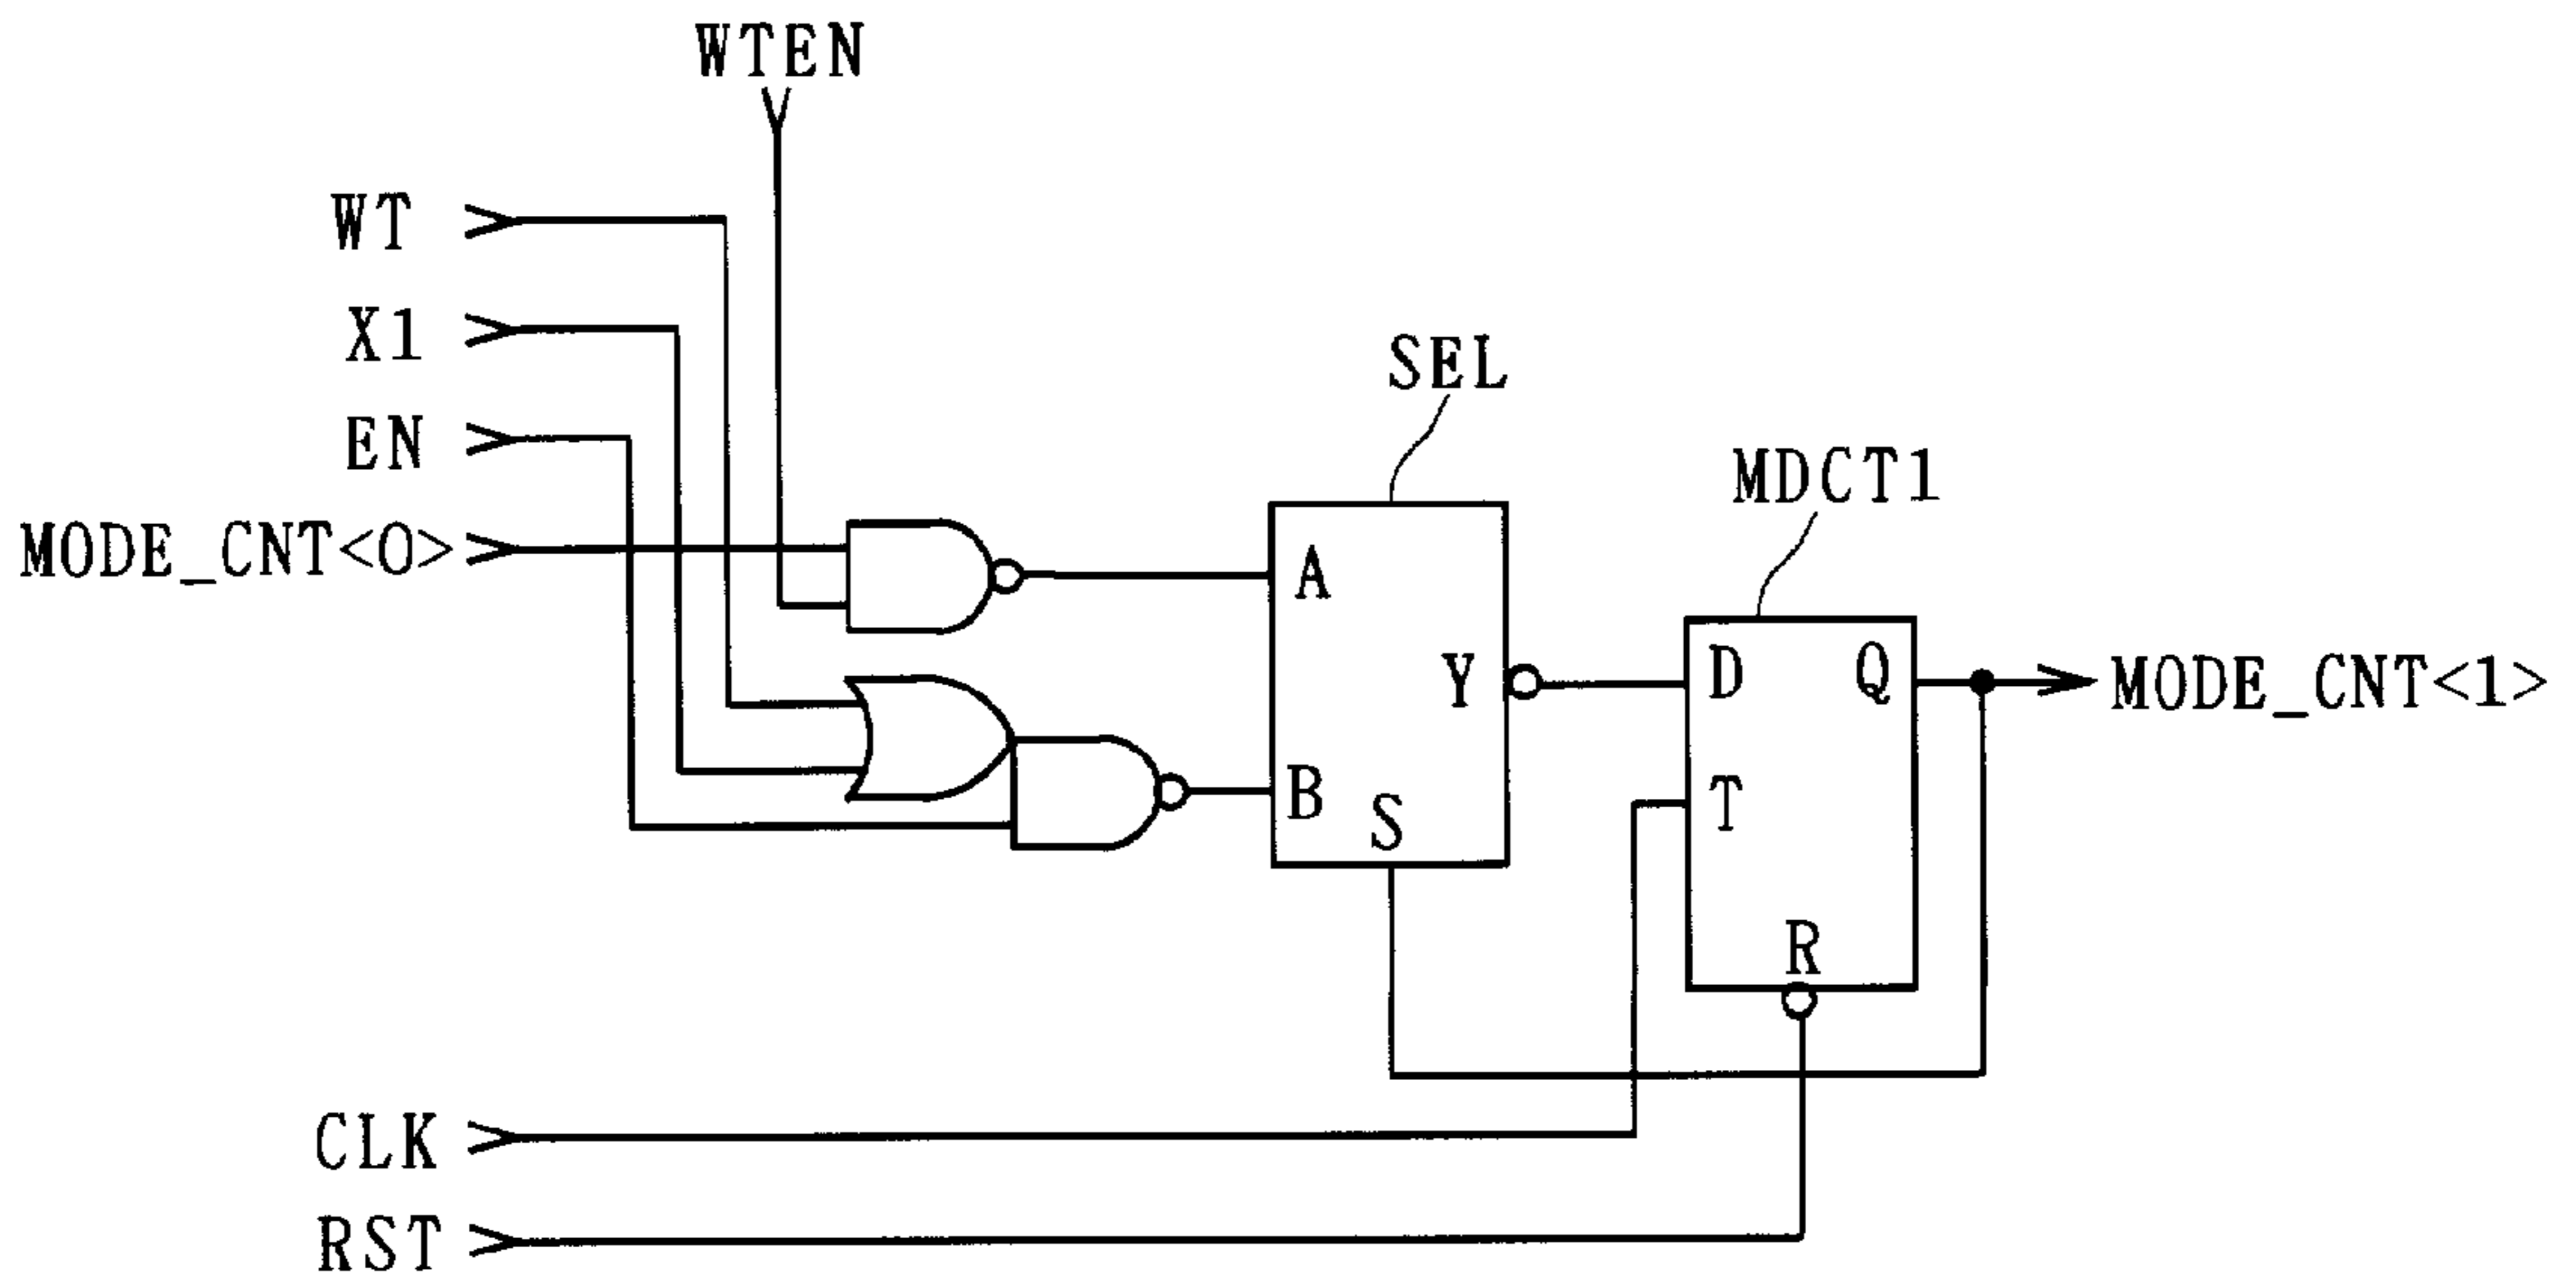 WTEN
WT
X1
EN
MODE_CNT<0>
SEL
MDCT1
A
B
S
Y
D
Q
T
R
MODE_CNT<1>
CLK
RST